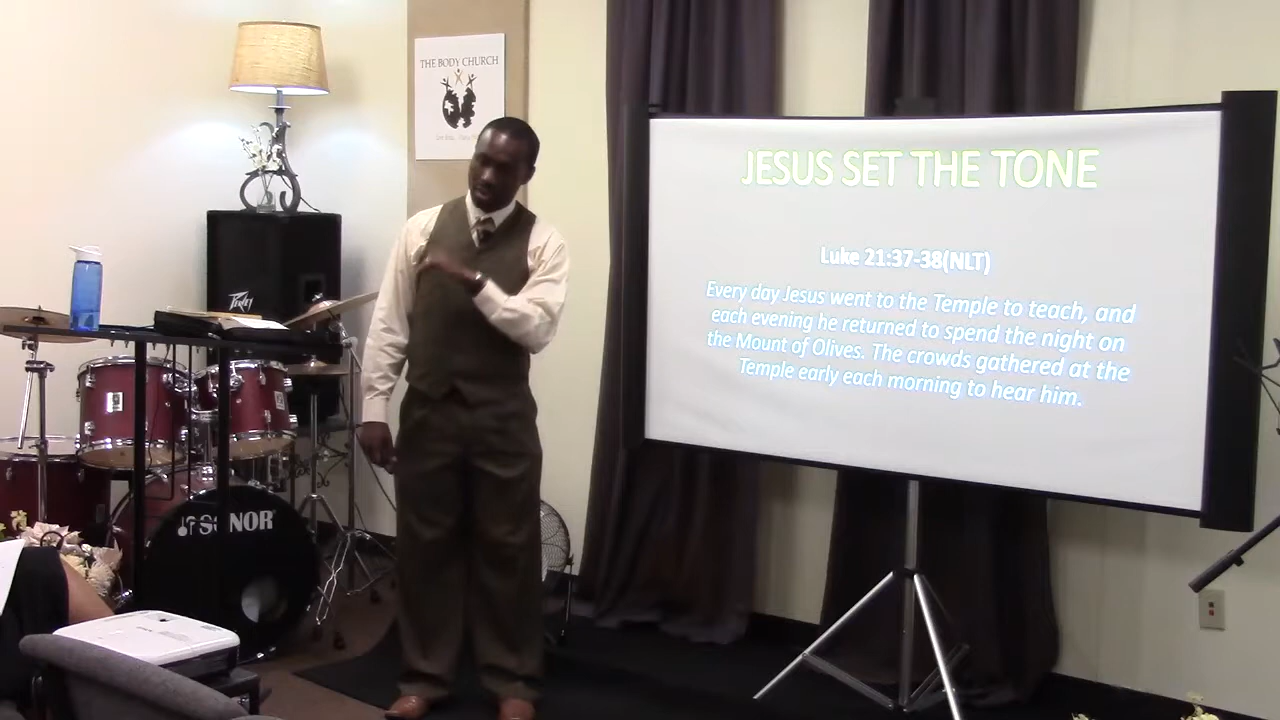 THE BODY CHURCH
JESUS SET THE TONE
Luke 21:37-38(NLT)
Every day Jesus went to the Temple to teach, and
each evening he returned to spend the night on
the Mount of Olives. The crowds gathered at the
Temple early each morning to hear him.
PEAVEY
SONOR